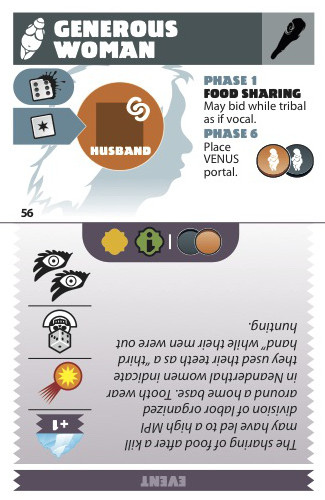 GENEROUS
WOMAN
PHASE 1
FOOD SHARING
May bid while tribal
as if vocal.
PHASE 6
Place
VENUS
portal.
HUSBAND
56
EVENT
The sharing of food after a kill
may have led to a high MPI
division of labor organized
around a home base. Tooth wear
in Neanderthal women indicate
they used their teeth as a "third
hand" while their men were out
hunting.
+1
i